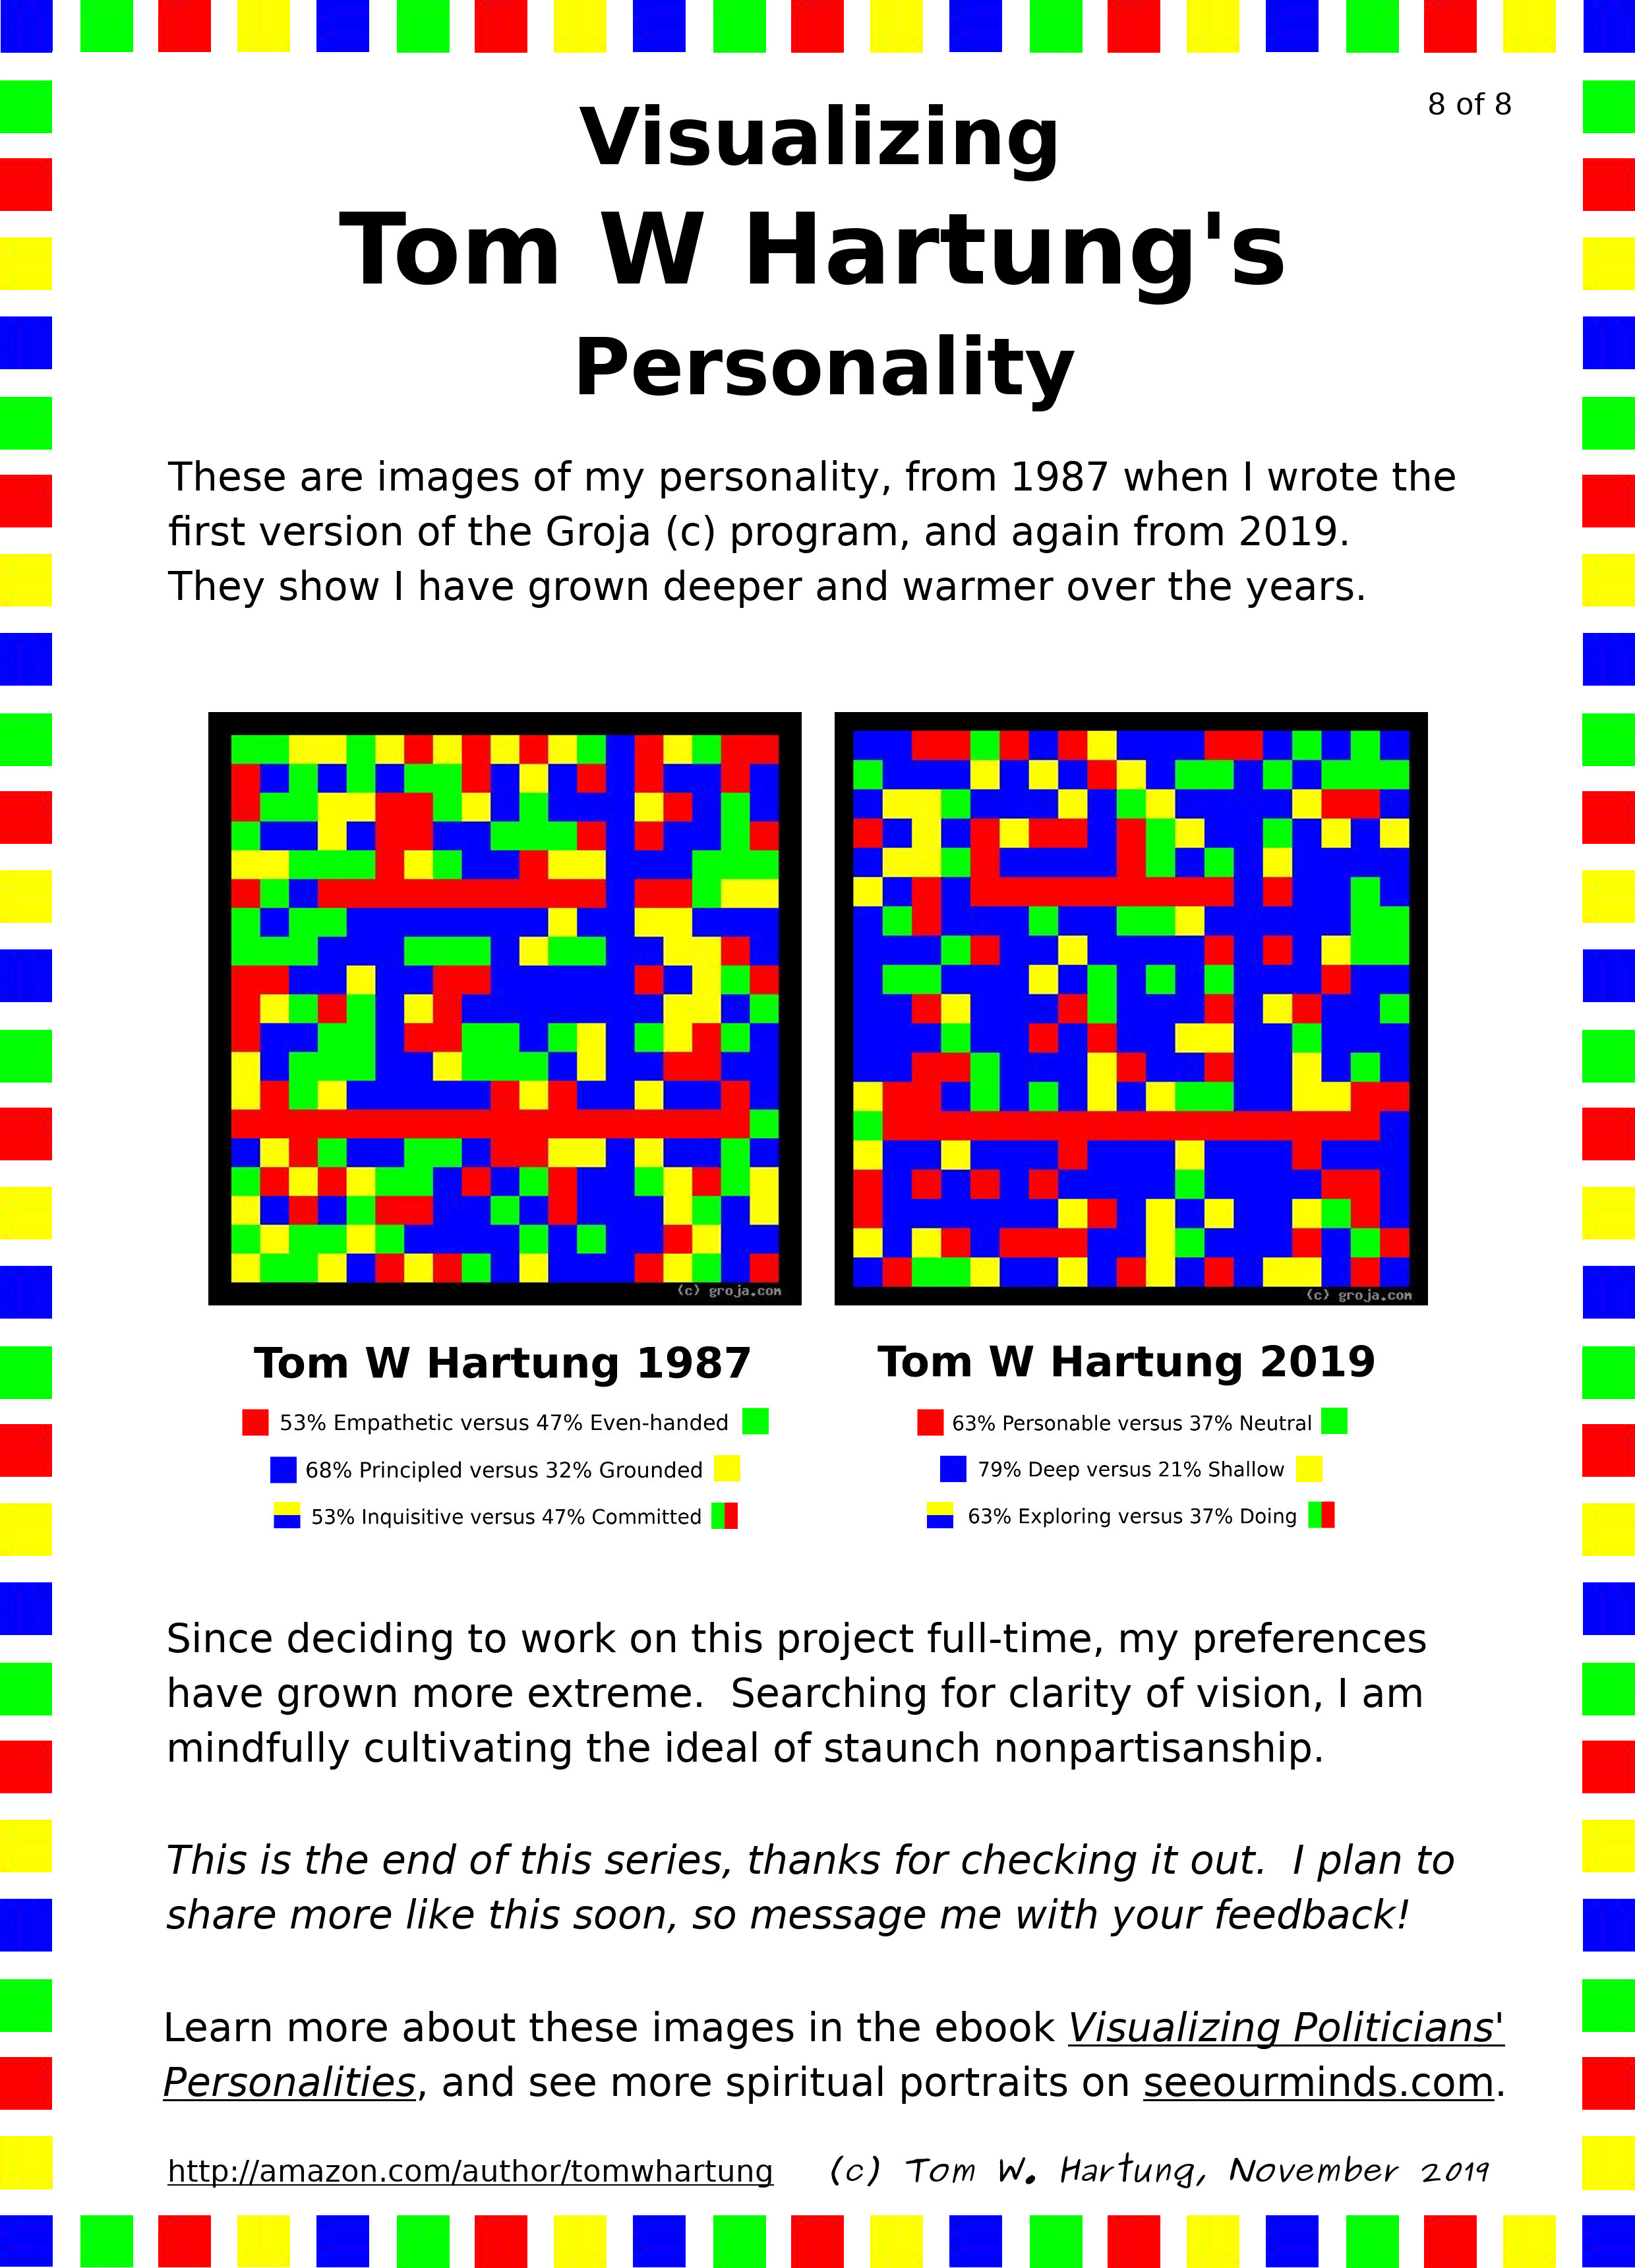 8 of 8
Visualizing
Tom W Hartung's
Personality
These are images of my personality, from 1987 when I wrote the
first version of the Groja (c) program, and again from 2019.
They show I have grown deeper and warmer over the years.
(c) groja.com
(c) groja.com
Tom W Hartung 1987
53% Empathetic versus 47% Even-handed
68% Principled versus 32% Grounded
53% Inquisitive versus 47% Committed
Tom W Hartung 2019
63% Personable versus 37% Neutral
79% Deep versus 21% Shallow
63% Exploring versus 37% Doing
Since deciding to work on this project full-time, my preferences
have grown more extreme.  Searching for clarity of vision, I am
mindfully cultivating the ideal of staunch nonpartisanship.
This is the end of this series, thanks for checking it out.  I plan to
share more like this soon, so message me with your feedback!
Learn more about these images in the ebook Visualizing Politicians'
Personalities, and see more spiritual portraits on seeourminds.com.
http://amazon.com/author/tomwhartung
(c) Tom W. Hartung, November 2019